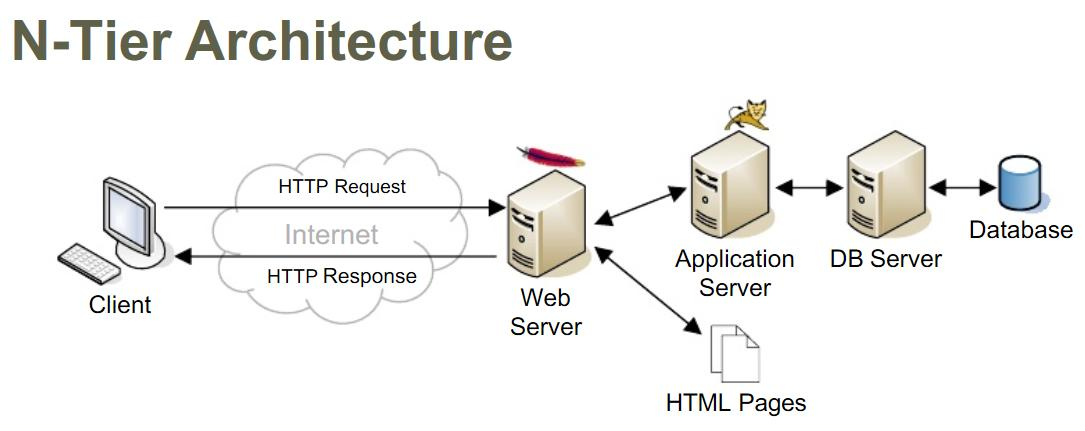 N-Tier Architecture
HTTP Request
Internet
HTTP Response
Client
Web
Server
Application
Server
DB Server
Database
HTML Pages